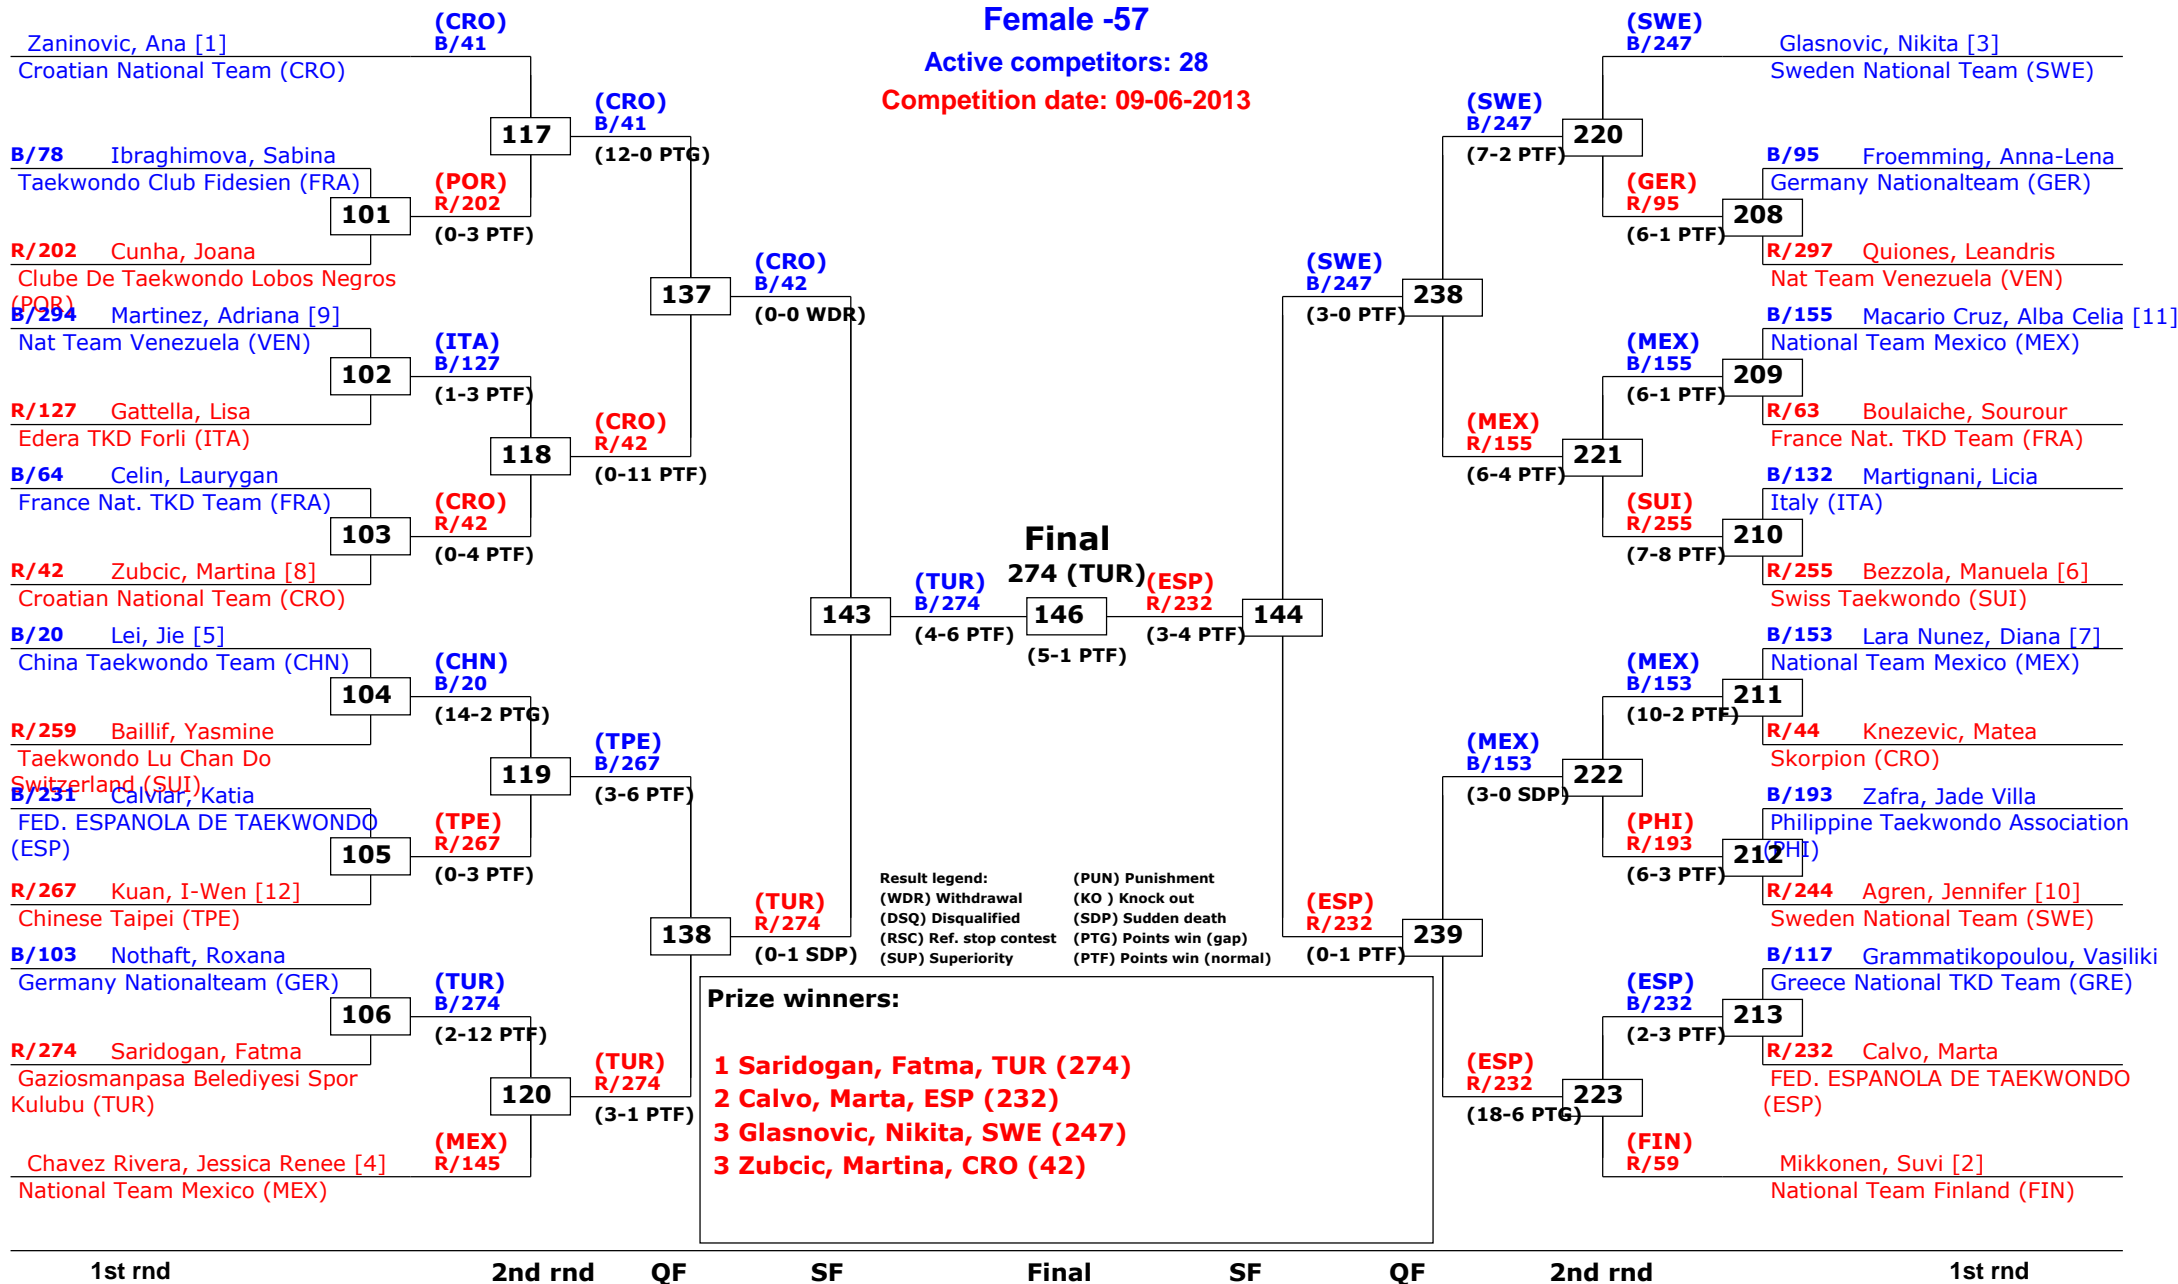 Female -57
Active competitors: 28
Competition date: 09-06-2013
Zaninovic, Ana [1]
Croatian National Team (CRO)
B/78 Ibraghimova, Sabina
Taekwondo Club Fidesien (FRA)
101
R/202 Cunha, Joana
Clube De Taekwondo Lobos Negros
(POR)
B/294 Martinez, Adriana [9]
Nat Team Venezuela (VEN)
102
R/127 Gattella, Lisa
Edera TKD Forli (ITA)
B/64 Celin, Laurygan
France Nat. TKD Team (FRA)
103
R/42 Zubcic, Martina [8]
Croatian National Team (CRO)
B/20 Lei, Jie [5]
China Taekwondo Team (CHN)
104
R/259 Baillif, Yasmine
Taekwondo Lu Chan Do
Switzerland (SUI)
B/231 Calviar, Katia
FED. ESPANOLA DE TAEKWONDO
(ESP)
105
R/267 Kuan, I-Wen [12]
Chinese Taipei (TPE)
B/103 Nothaft, Roxana
Germany Nationalteam (GER)
106
R/274 Saridogan, Fatma
Gaziosmanpasa Belediyesi Spor
Kulubu (TUR)
Chavez Rivera, Jessica Renee [4]
National Team Mexico (MEX)
(CRO)
B/41
117
(POR)
R/202
(0-3 PTF)
(ITA)
B/127
(1-3 PTF)
118
(CRO)
R/42
(0-4 PTF)
(CHN)
B/20
(14-2 PTG)
119
(TPE)
R/267
(0-3 PTF)
(TUR)
B/274
(2-12 PTF)
120
(MEX)
R/145
(CRO)
B/41
(12-0 PTG)
137
(CRO)
R/42
(0-11 PTF)
(TPE)
B/267
(3-6 PTF)
138
(TUR)
R/274
(3-1 PTF)
(CRO)
B/42
(0-0 WDR)
143
(TUR)
R/274
(0-1 SDP)
(TUR)
B/274
(4-6 PTF)
Final
274 (TUR)
146
(5-1 PTF)
(ESP)
R/232
(3-4 PTF)
144
(SWE)
B/247
(3-0 PTF)
(ESP)
R/232
(0-1 PTF)
238
239
(SWE)
B/247
(7-2 PTF)
(MEX)
R/155
(6-4 PTF)
(MEX)
B/153
(3-0 SDP)
(ESP)
R/232
(18-6 PTG)
220
221
222
223
(SWE)
B/247
(GER)
R/95
(6-1 PTF)
(MEX)
B/155
(6-1 PTF)
(SUI)
R/255
(7-8 PTF)
(MEX)
B/153
(10-2 PTF)
(PHI)
R/193
(6-3 PTF)
(ESP)
B/232
(2-3 PTF)
(FIN)
R/59
Glasnovic, Nikita [3]
Sweden National Team (SWE)
B/95 Froemming, Anna-Lena
Germany Nationalteam (GER)
208
R/297 Quiones, Leandris
Nat Team Venezuela (VEN)
B/155 Macario Cruz, Alba Celia [11]
National Team Mexico (MEX)
209
R/63 Boulaiche, Sourour
France Nat. TKD Team (FRA)
B/132 Martignani, Licia
Italy (ITA)
210
R/255 Bezzola, Manuela [6]
Swiss Taekwondo (SUI)
B/153 Lara Nunez, Diana [7]
National Team Mexico (MEX)
211
R/44 Knezevic, Matea
Skorpion (CRO)
B/193 Zafra, Jade Villa
Philippine Taekwondo Association
(PHI)
212
R/244 Agren, Jennifer [10]
Sweden National Team (SWE)
B/117 Grammatikopoulou, Vasiliki
Greece National TKD Team (GRE)
213
R/232 Calvo, Marta
FED. ESPANOLA DE TAEKWONDO
(ESP)
Mikkonen, Suvi [2]
National Team Finland (FIN)
Result legend: (PUN) Punishment
(WDR) Withdrawal (KO ) Knock out
(DSQ) Disqualified (SDP) Sudden death
(RSC) Ref. stop contest (PTG) Points win (gap)
(SUP) Superiority (PTF) Points win (normal)
Prize winners:
1 Saridogan, Fatma, TUR (274)
2 Calvo, Marta, ESP (232)
3 Glasnovic, Nikita, SWE (247)
3 Zubcic, Martina, CRO (42)
1st rnd 2nd rnd QF SF Final SF QF 2nd rnd 1st rnd